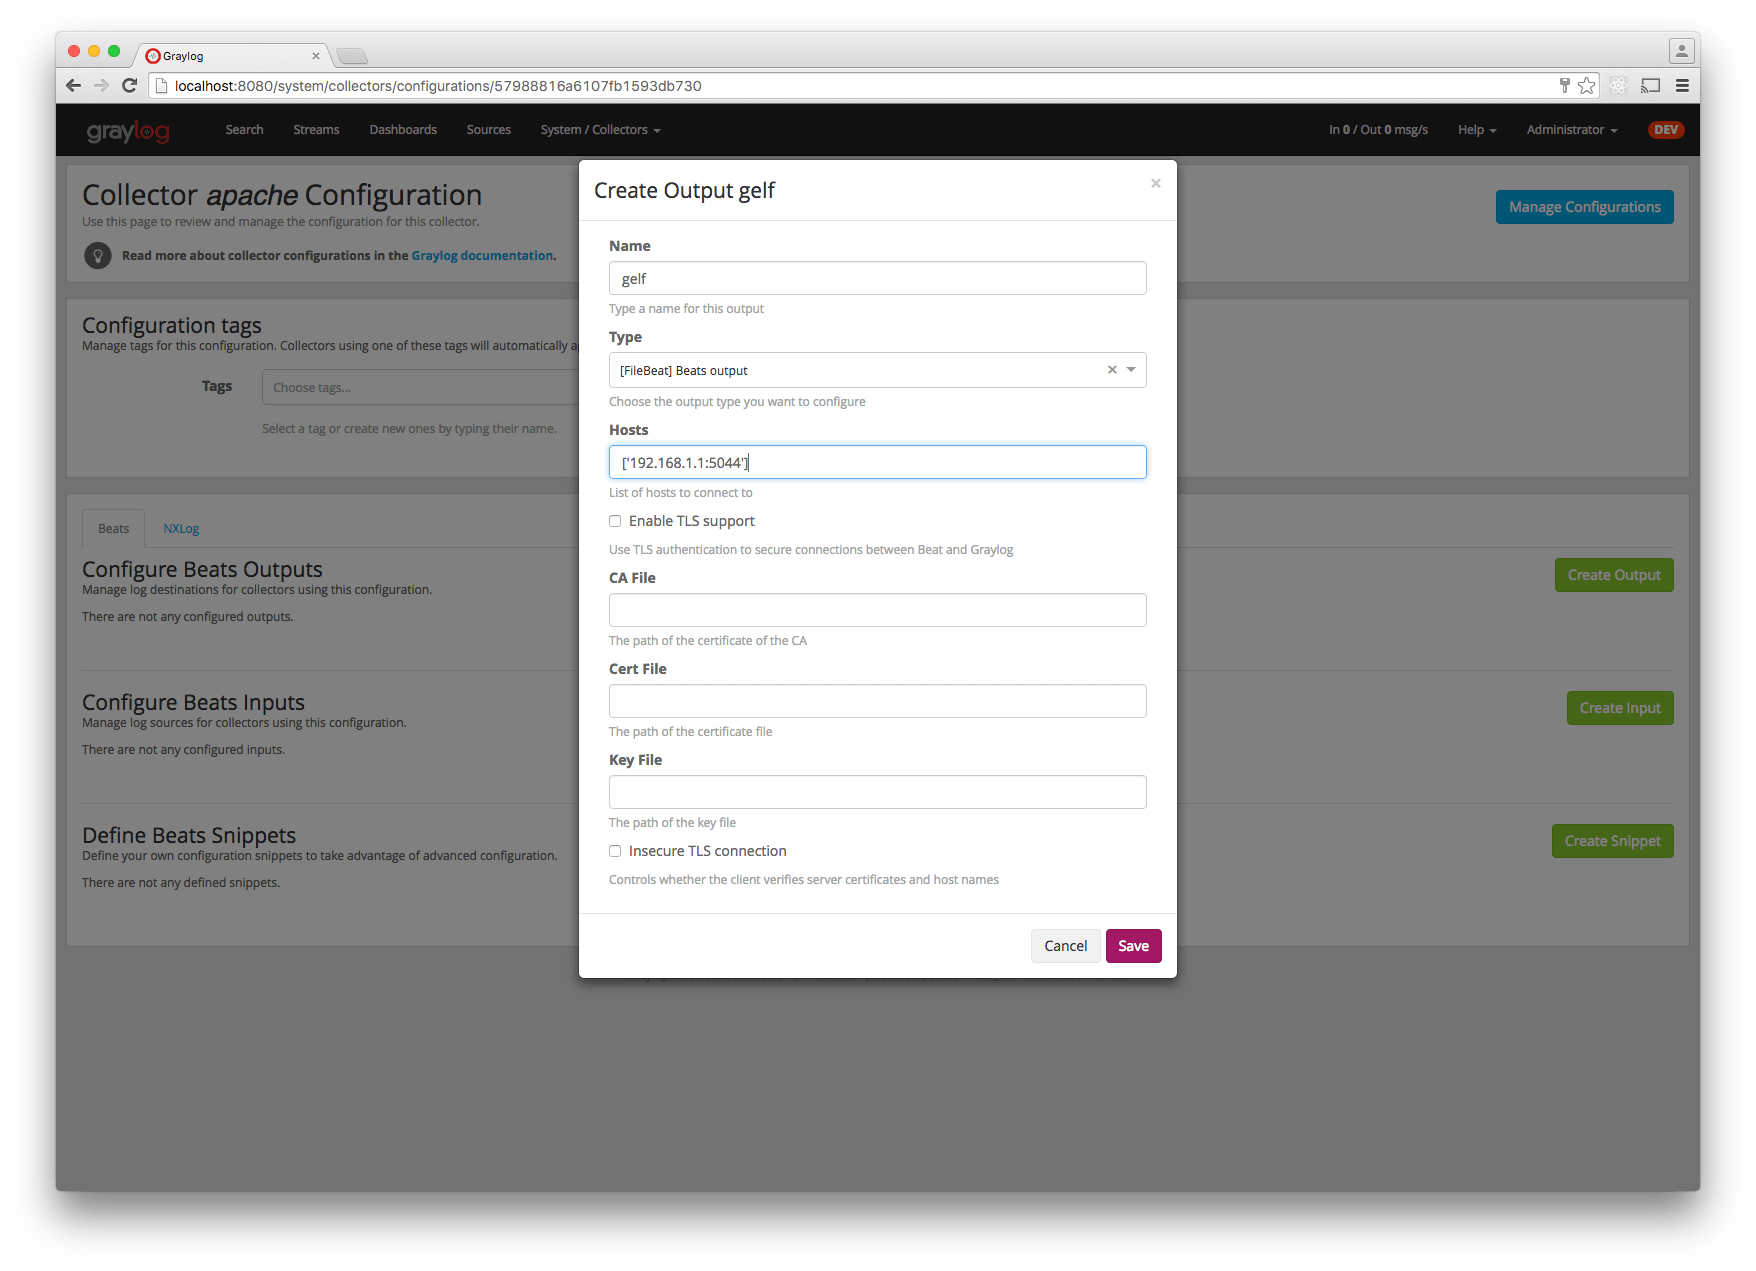 Graylog
localhost:8080/system/collectors/configurations/57988816a6107fb1593db730
graylog
Search Streams Dashboards Sources System / Collectors In 0 / Out 0 msg/s Help Administrator DEV
Collector apache Configuration
Use this page to review and manage the configuration for this collector.
Read more about collector configurations in the Graylog documentation.
Manage Configurations
Configuration tags
Manage tags for this configuration. Collectors using one of these tags will automatically
Tags Choose tags...
Select a tag or create new ones by typing their name.
Beats NXLog
Configure Beats Outputs
Manage log destinations for collectors using this configuration.
There are not any configured outputs.
Create Output
Configure Beats Inputs
Manage log sources for collectors using this configuration.
There are not any configured inputs.
Create Input
Define Beats Snippets
Define your own configuration snippets to take advantage of advanced configuration.
There are not any defined snippets.
Create Snippet
Create Output gelf
Name
gelf
Type a name for this output
Type
[FileBeat] Beats output
Choose the output type you want to configure
Hosts
['192.168.1.1:5044']
List of hosts to connect to
Enable TLS support
Use TLS authentication to secure connections between Beat and Graylog
CA File
The path of the certificate of the CA
Cert File
The path of the certificate file
Key File
The path of the key file
Insecure TLS connection
Controls whether the client verifies server certificates and host names
Cancel Save